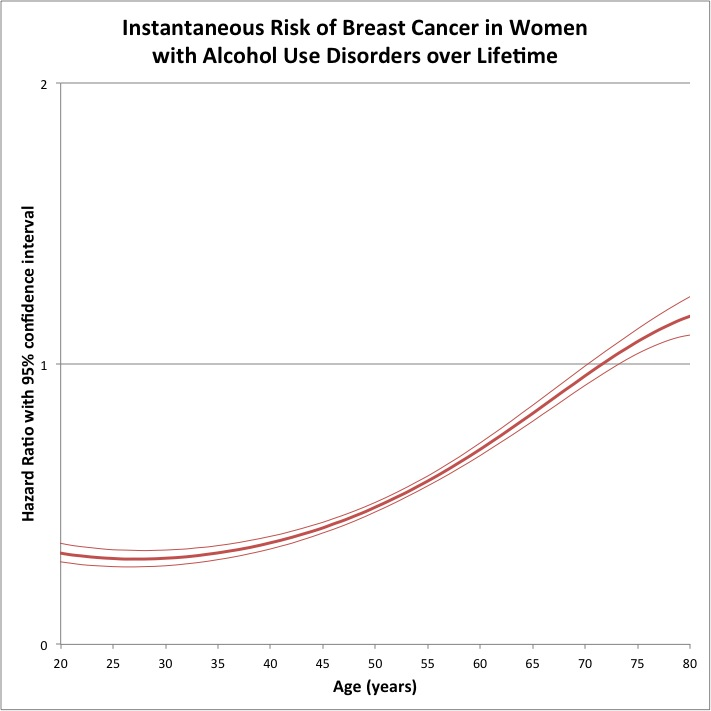 Instantaneous Risk of Breast Cancer in Women
with Alcohol Use Disorders over Lifetime
Hazard Ratio with 95% confidence interval
2
1
0
20 25 30 35 40 45 50 55 60 65 70 75 80
Age (years)